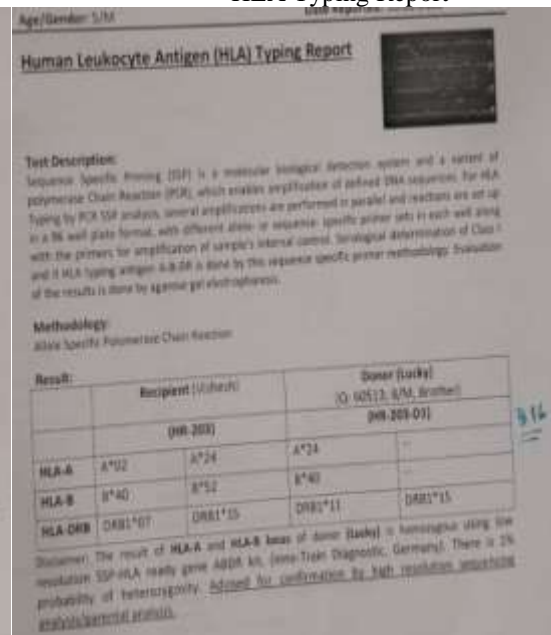 HLA Typing Report
Age/Gender: 5/M
Date Reported
Human Leukocyte Antigen (HLA) Typing Report
Test Description:
Sequence Specific Priming (SSP) is a molecular biological detection system and a variant of
polymerase Chain Reaction (PCR), which enables amplification of defined DNA sequences. For HLA
Typing by PCR SSP analysis, several amplifications are performed in parallel and reactions are set up
in a 96 well plate format, with different allele- or sequence- specific primer sets in each well along
with the primers for amplification of sample's internal control. Serological determination of Class I
and II HLA typing antigen A-B-DR is done by this sequence specific primer methodology. Evaluation
of the results is done by agarose gel electrophoresis.
Methodology:
Allele Specific Polymerase Chain Reaction
Result:
Recipient
Donor (Lucky)
8/M, Brother)
(HR-203)
(HR-203-D3)
HLA-A A*02 A*24 A*24 --
HLA-B B*40 B*52 B*40 --
HLA-DRB DRB1*07 DRB1*15 DRB1*11 DRB1*15
Disclaimer: The result of HLA-A and HLA-B locus of donor (Lucky) is homozygous using low
resolution SSP-HLA ready gene ABDR kit, (Inno-Train Diagnostic, Germany). There is 1%
probability of heterozygosity. Advised for confirmation by high resolution sequencing
analysis/parental analysis.